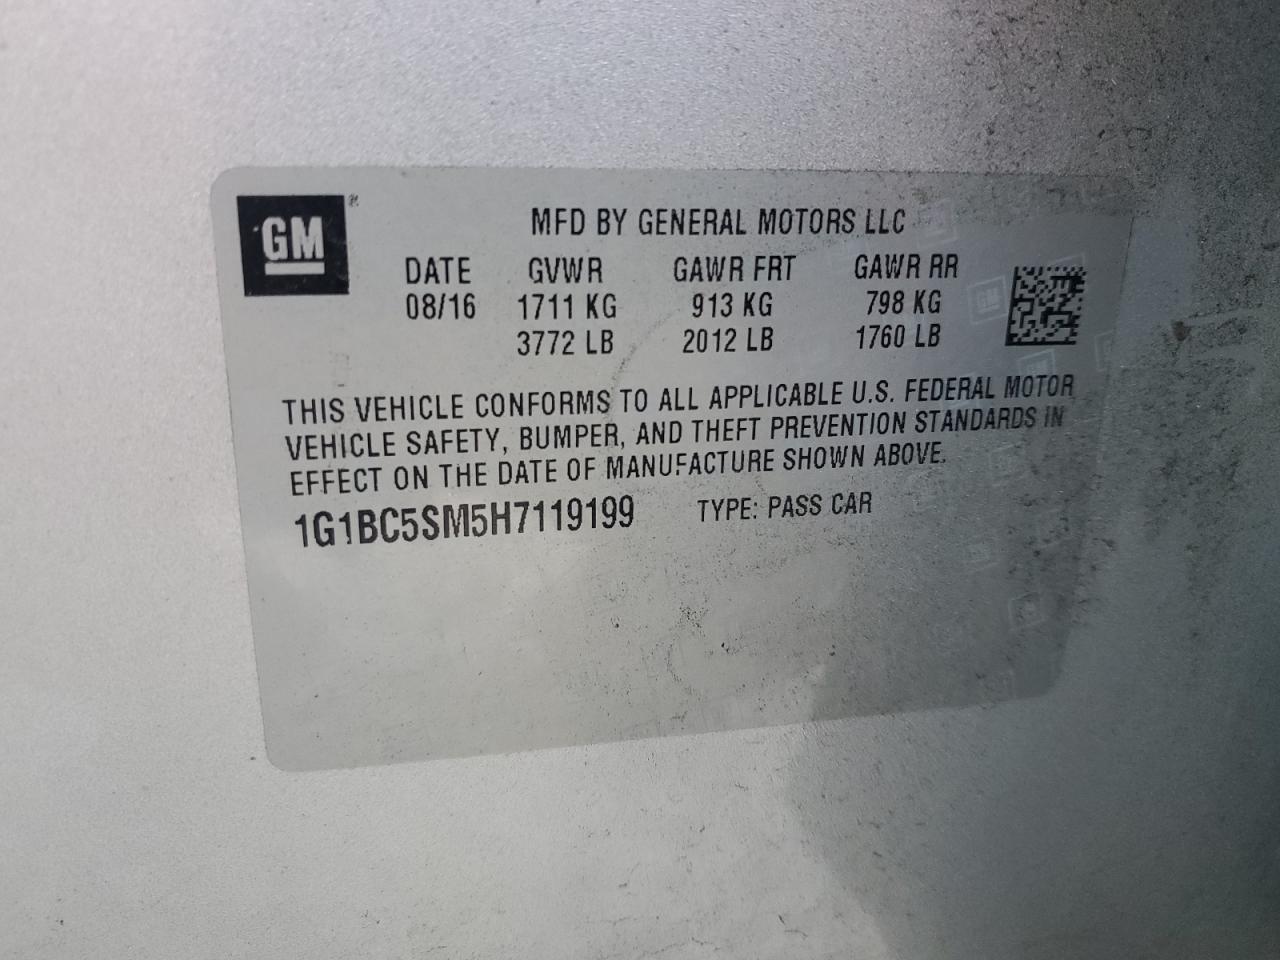 GM
MFD BY GENERAL MOTORS LLC
DATE GVWR GAWR FRT GAWR RR
08/16 1711 KG 913 KG 798 KG
3772 LB 2012 LB 1760 LB
THIS VEHICLE CONFORMS TO ALL APPLICABLE U.S. FEDERAL MOTOR
VEHICLE SAFETY, BUMPER, AND THEFT PREVENTION STANDARDS IN
EFFECT ON THE DATE OF MANUFACTURE SHOWN ABOVE.
1G1BC5SM5H7119199 TYPE: PASS CAR